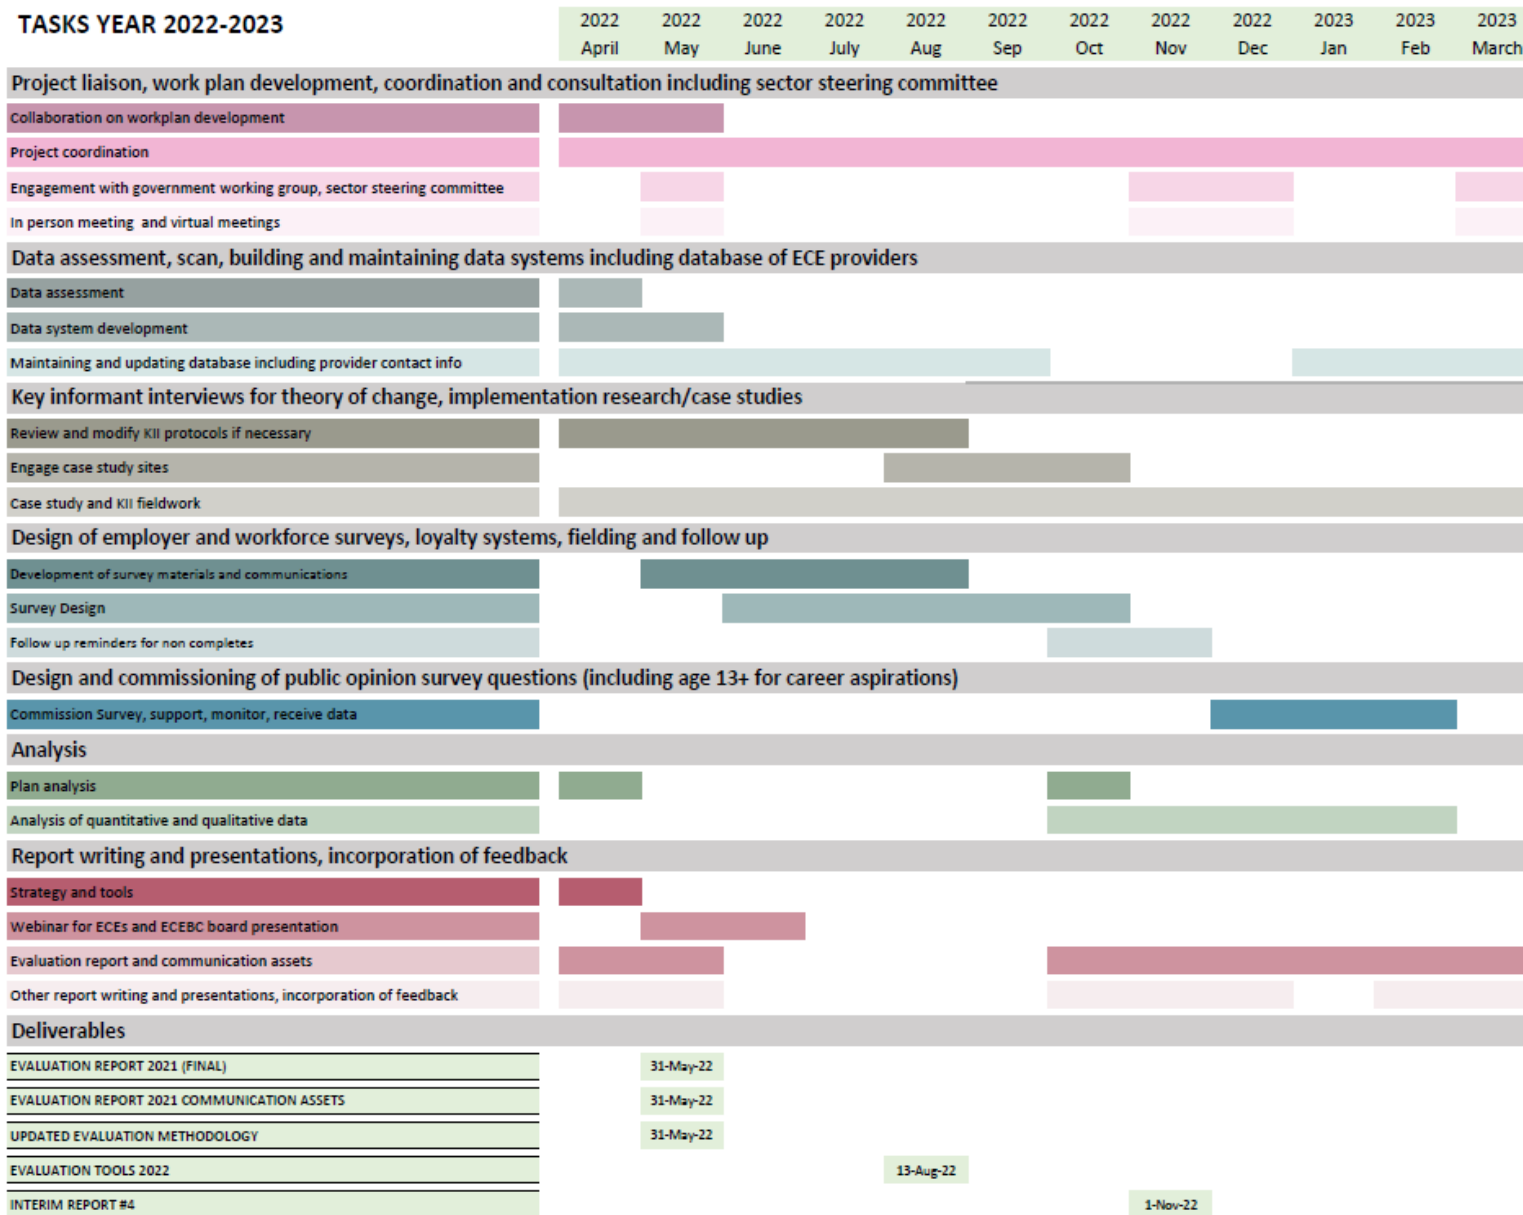 TASKS YEAR 2022-2023
2022 2022 2022 2022 2022 2022 2022 2022 2022 2023 2023 2023
April May June July Aug Sep Oct Nov Dec Jan Feb March
Project liaison, work plan development, coordination and consultation including sector steering committee
Collaboration on workplan development
Project coordination
Engagement with government working group, sector steering committee
In person meeting and virtual meetings
Data assessment, scan, building and maintaining data systems including database of ECE providers
Data assessment
Data system development
Maintaining and updating database including provider contact info
Key informant interviews for theory of change, implementation research/case studies
Review and modify KII protocols if necessary
Engage case study sites
Case study and KII fieldwork
Design of employer and workforce surveys, loyalty systems, fielding and follow up
Development of survey materials and communications
Survey Design
Follow up reminders for non completes
Design and commissioning of public opinion survey questions (including age 13+ for career aspirations)
Commission Survey, support, monitor, receive data
Analysis
Plan analysis
Analysis of quantitative and qualitative data
Report writing and presentations, incorporation of feedback
Strategy and tools
Webinar for ECEs and ECEBC board presentation
Evaluation report and communication assets
Other report writing and presentations, incorporation of feedback
Deliverables
EVALUATION REPORT 2021 (FINAL) 31-May-22
EVALUATION REPORT 2021 COMMUNICATION ASSETS 31-May-22
UPDATED EVALUATION METHODOLOGY 31-May-22
EVALUATION TOOLS 2022 13-Aug-22
INTERIM REPORT #4 1-Nov-22